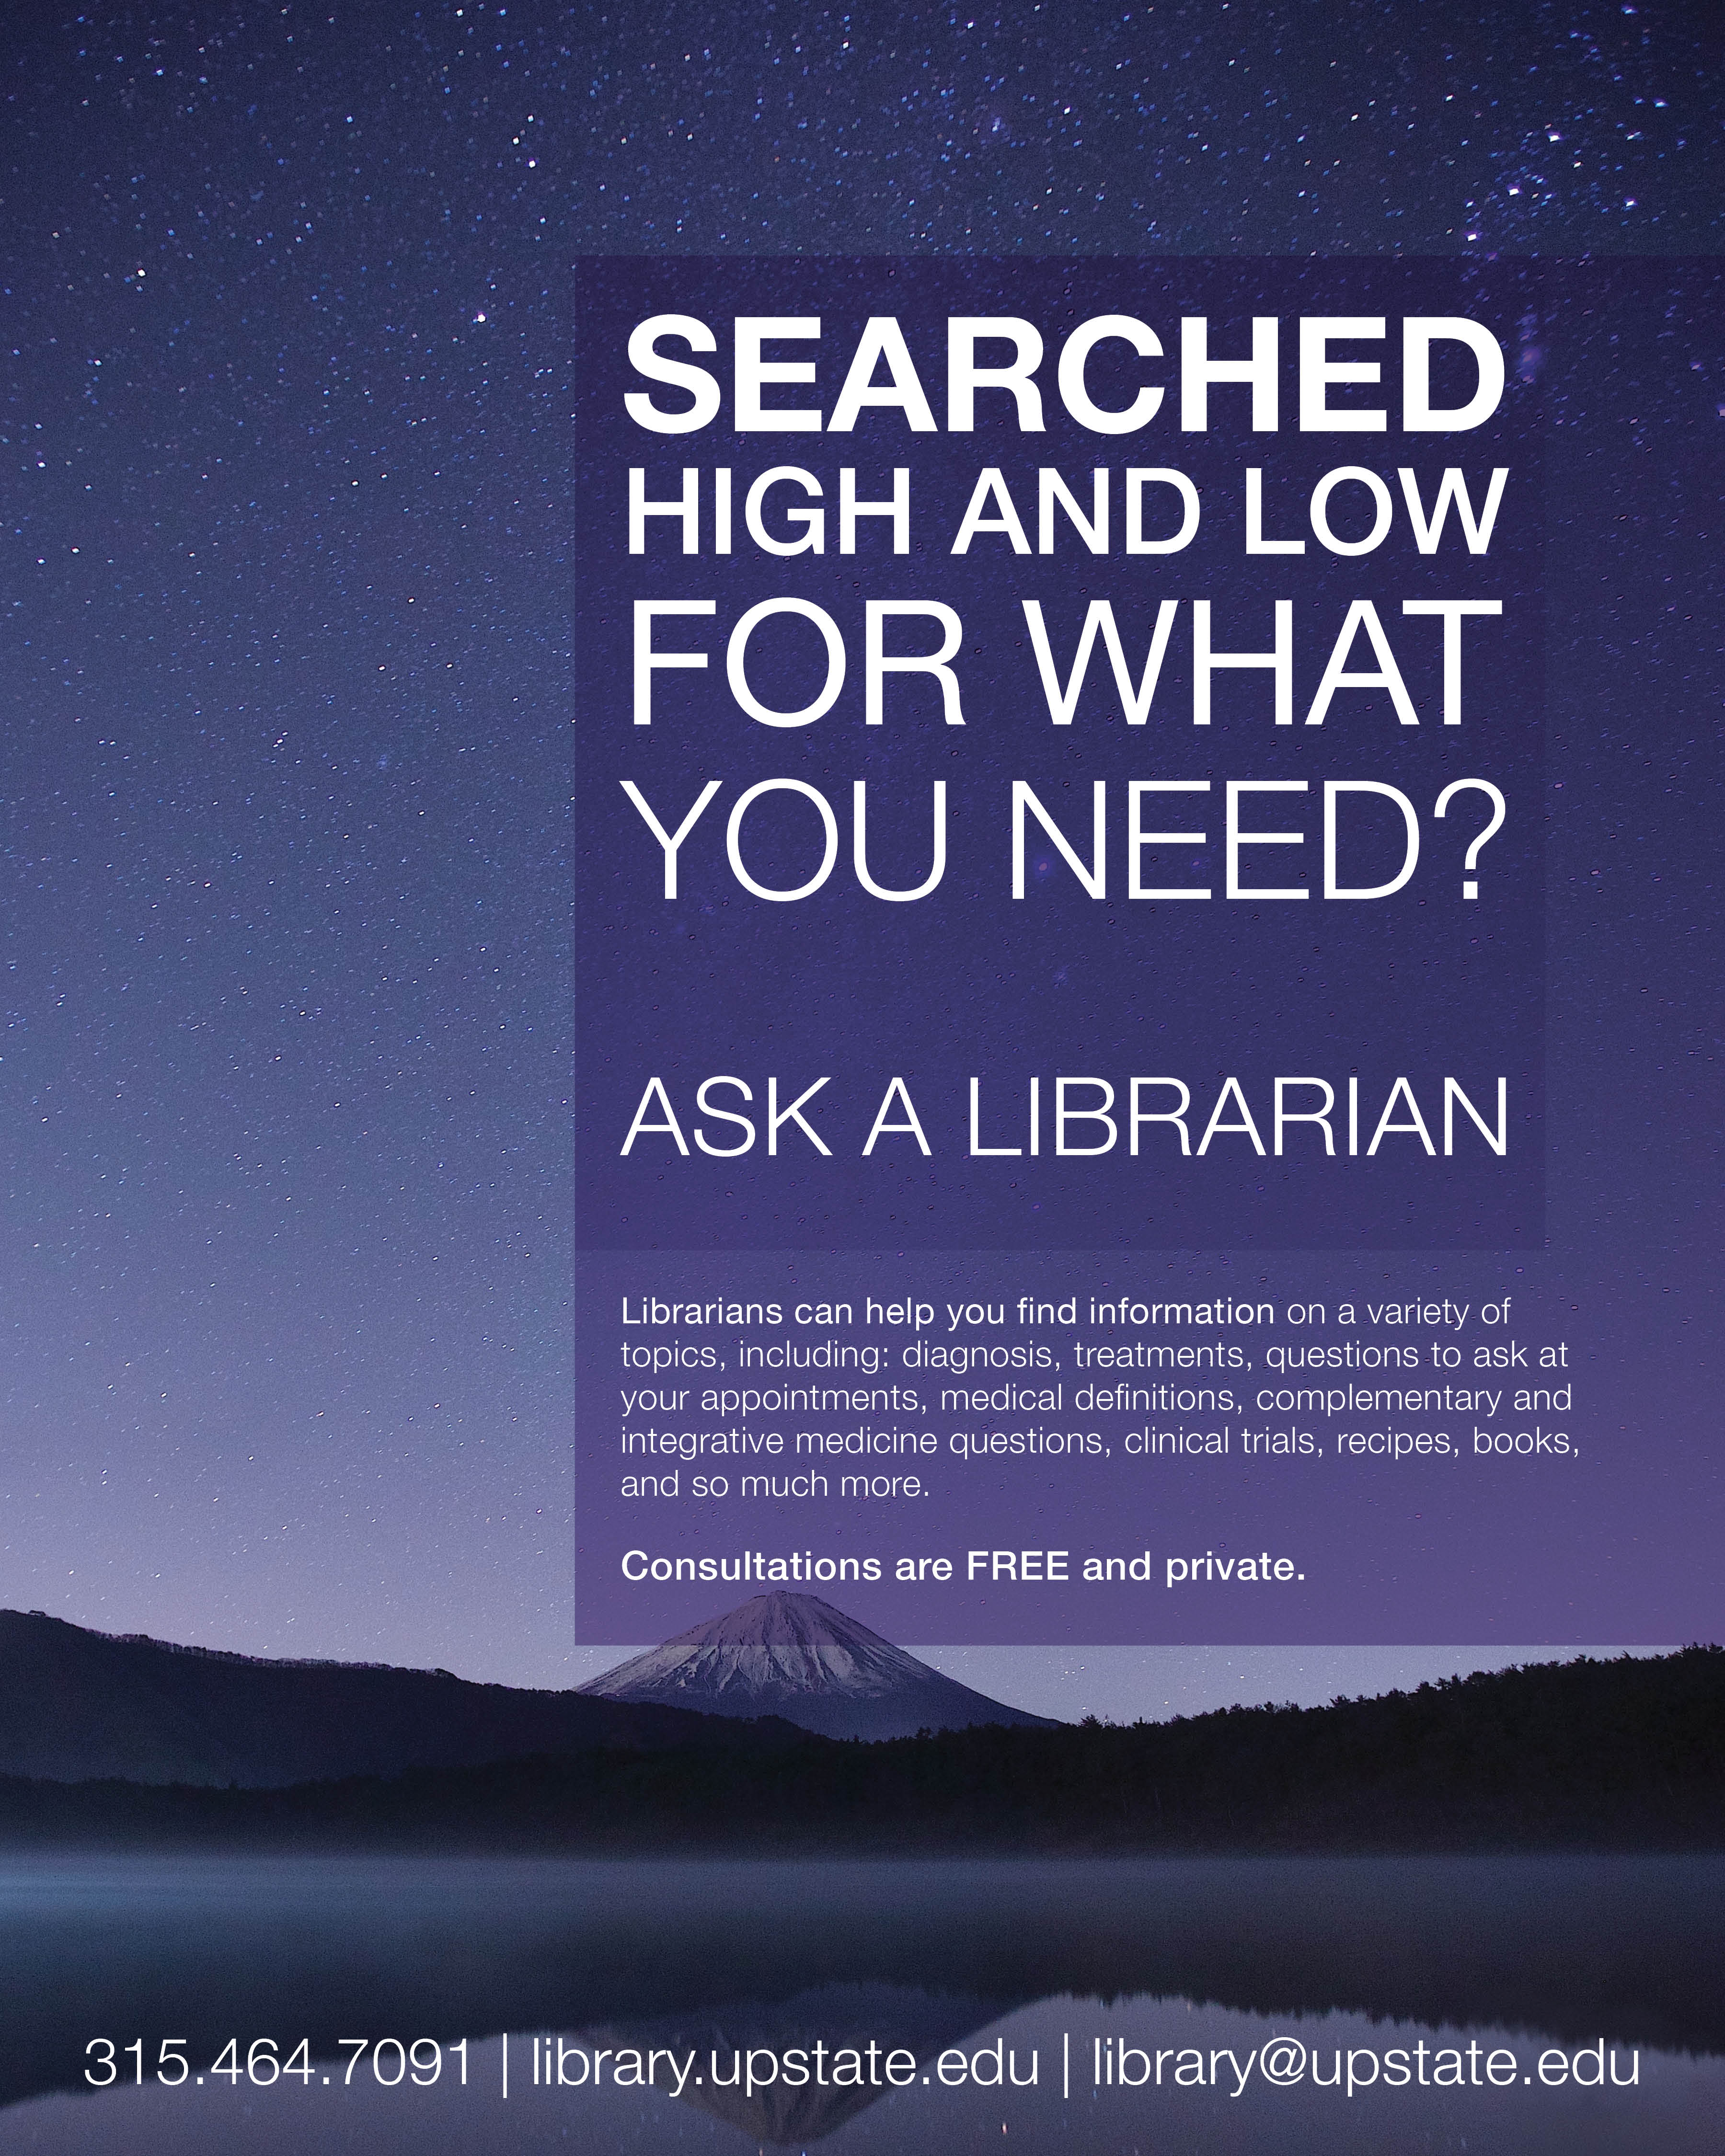 SEARCHED
HIGH AND LOW
FOR WHAT
YOU NEED?
ASK A LIBRARIAN
Librarians can help you find information on a variety of
topics, including: diagnosis, treatments, questions to ask at
your appointments, medical definitions, complementary and
integrative medicine questions, clinical trials, recipes, books,
and so much more.
Consultations are FREE and private.
315.464.7091 | library.upstate.edu | library@upstate.edu